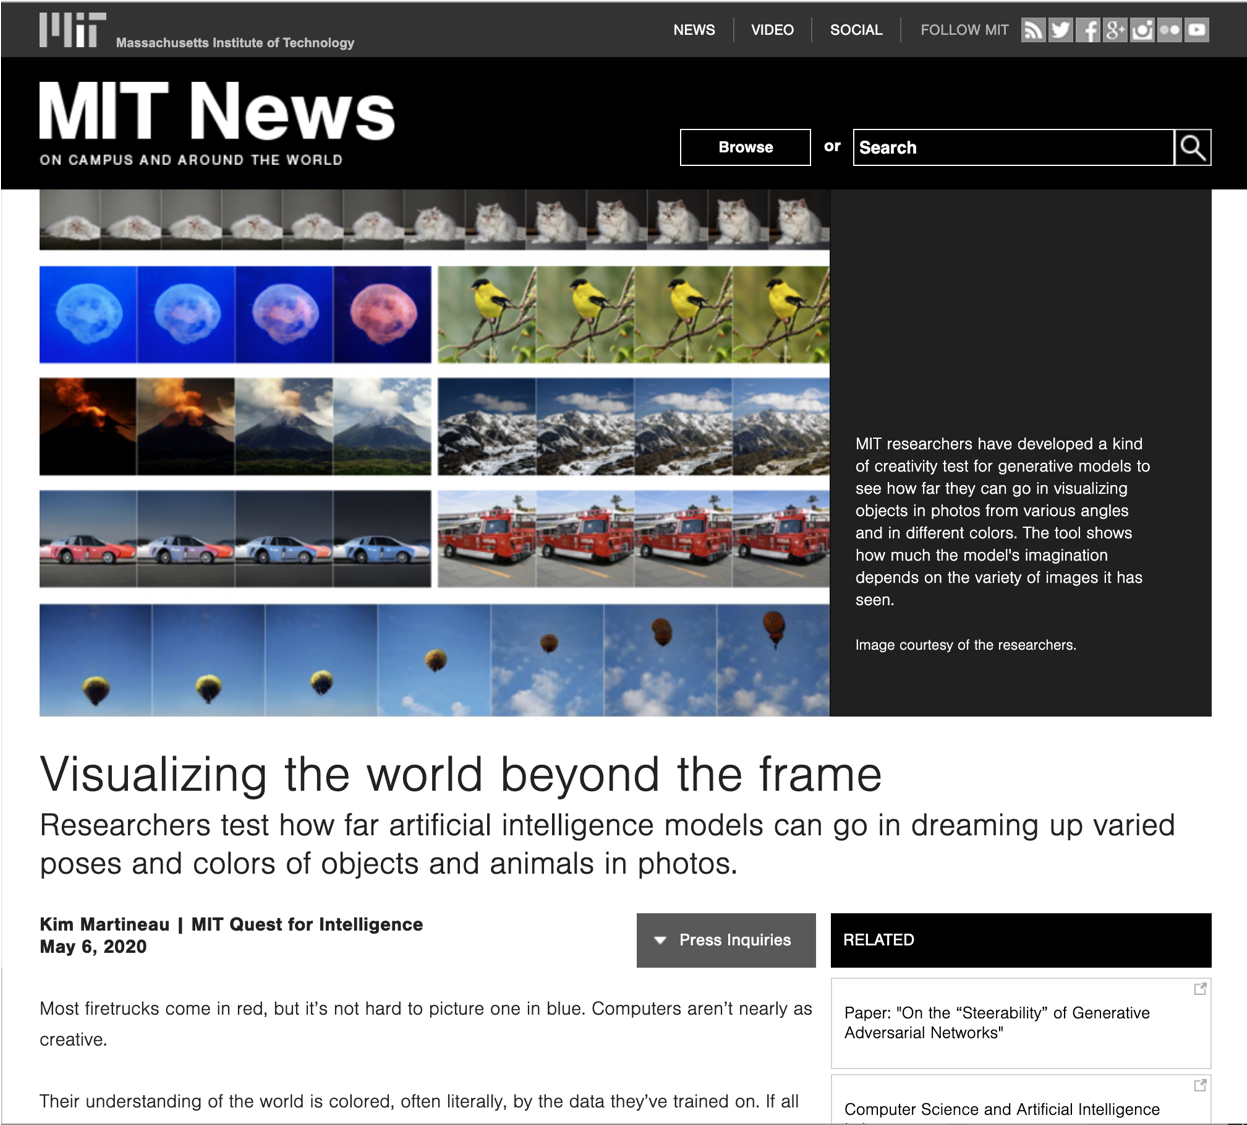 MIT
Massachusetts Institute of Technology
NEWS
VIDEO
SOCIAL
FOLLOW MIT
MIT News
ON CAMPUS AND AROUND THE WORLD
Browse
or
Search
MIT researchers have developed a kind
of creativity test for generative models to
see how far they can go in visualizing
objects in photos from various angles
and in different colors. The tool shows
how much the model's imagination
depends on the variety of images it has
seen.
Image courtesy of the researchers.
Visualizing the world beyond the frame
Researchers test how far artificial intelligence models can go in dreaming up varied
poses and colors of objects and animals in photos.
Kim Martineau | MIT Quest for Intelligence
May 6, 2020
Press Inquiries
Most firetrucks come in red, but it’s not hard to picture one in blue. Computers aren’t nearly as
creative.
Their understanding of the world is colored, often literally, by the data they’ve trained on. If all
RELATED
Paper: "On the “Steerability” of Generative
Adversarial Networks"
Computer Science and Artificial Intelligence